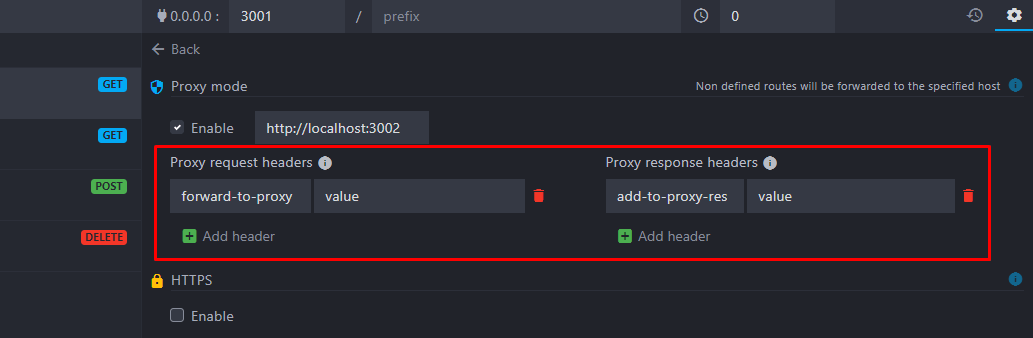 0.0.0.0 : 3001 / prefix 0
Back
GET
Proxy mode Non defined routes will be forwarded to the specified host
Enable http://localhost:3002
GET
Proxy request headers Proxy response headers
POST
forward-to-proxy value add-to-proxy-res value
DELETE
Add header Add header
HTTPS
Enable